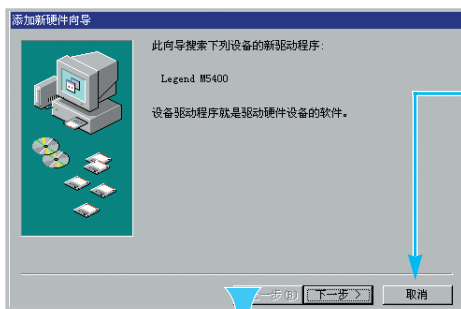 添加新硬件向导
此向导搜索下列设备的新驱动程序:
Legend M5400
设备驱动程序就是驱动硬件设备的软件。
一步(B) 下一步 > 取消